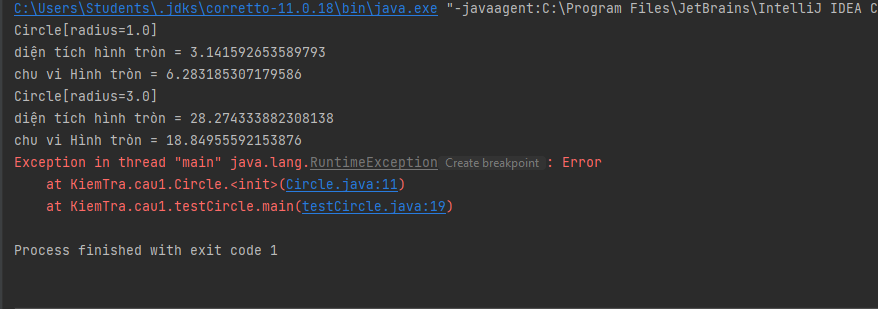 C:\Users\Students\.jdks\corretto-11.0.18\bin\java.exe "-javaagent:C:\Program Files\JetBrains\IntelliJ IDEA C
Circle[radius=1.0]
diện tích hình tròn = 3.141592653589793
chu vi Hình tròn = 6.283185307179586
Circle[radius=3.0]
diện tích hình tròn = 28.274333882308138
chu vi Hình tròn = 18.84955592153876
Exception in thread "main" java.lang.RuntimeException Create breakpoint : Error
at KiemTra.cau1.Circle.<init>(Circle.java:11)
at KiemTra.cau1.testCircle.main(testCircle.java:19)
Process finished with exit code 1